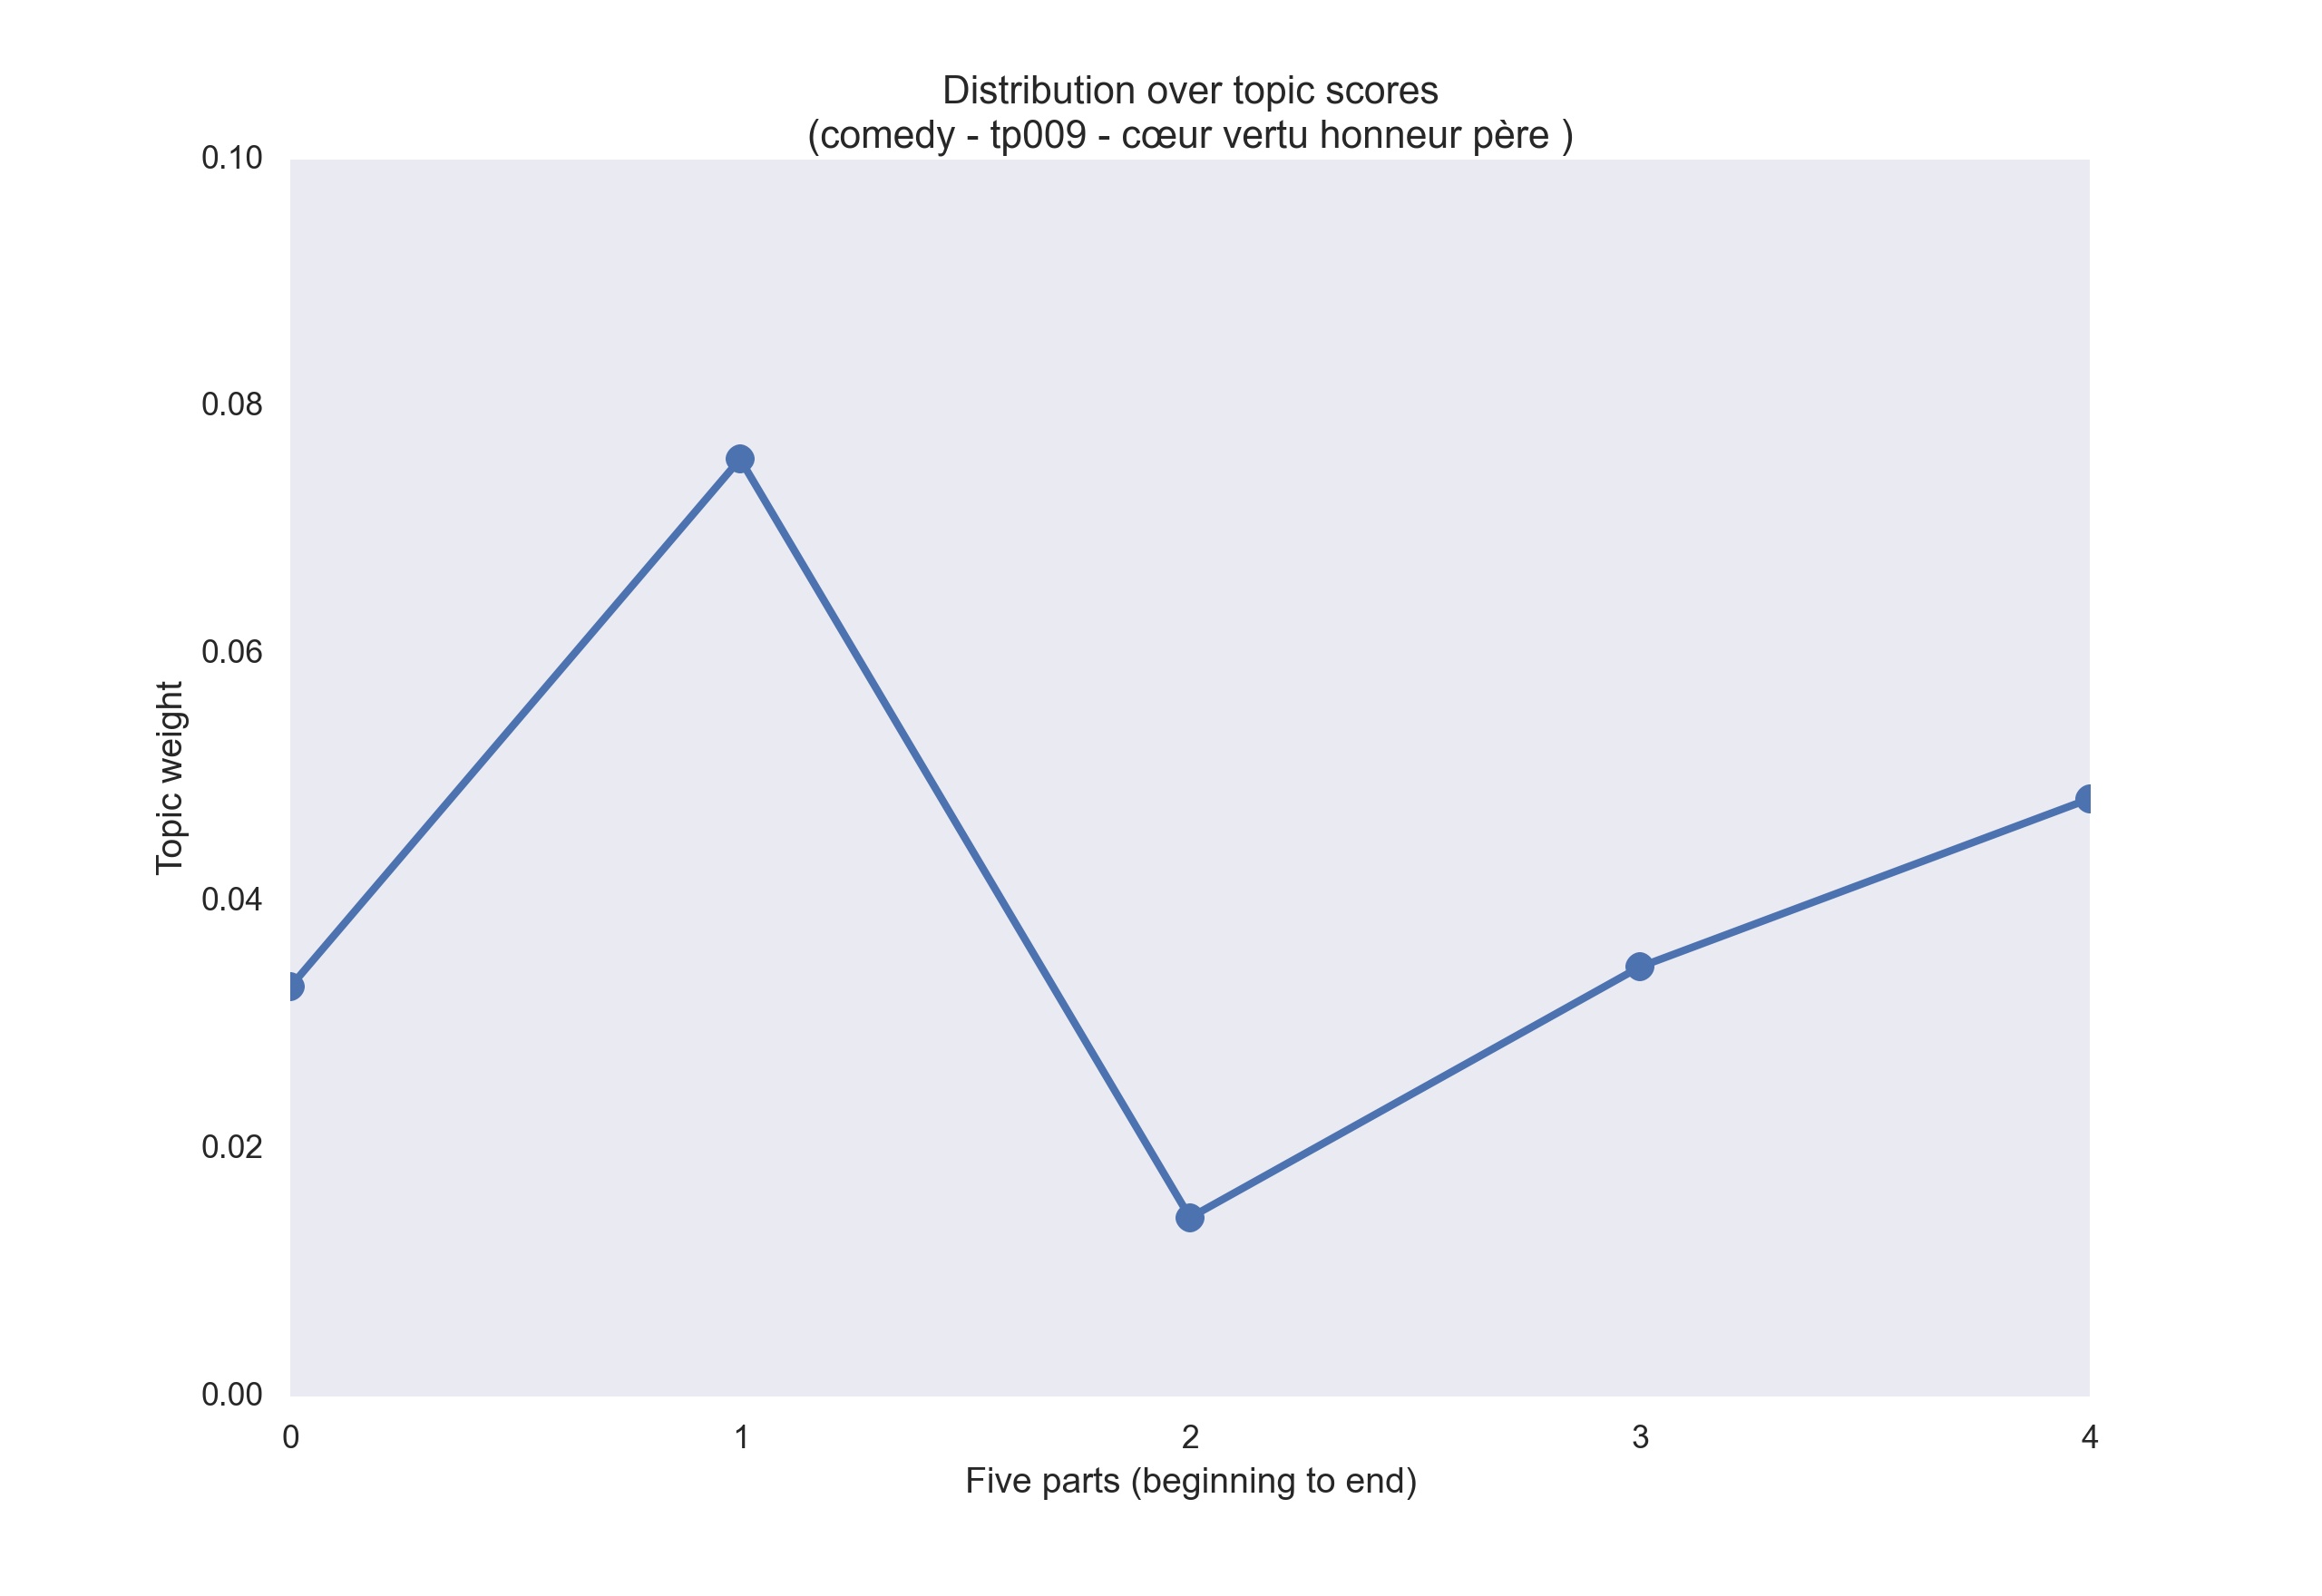 Distribution over topic scores
(comedy - tp009 - cœur vertu honneur père )
0.10
0.08
0.06
0.04
0.02
0.00
Topic weight
0 1 2 3 4
Five parts (beginning to end)